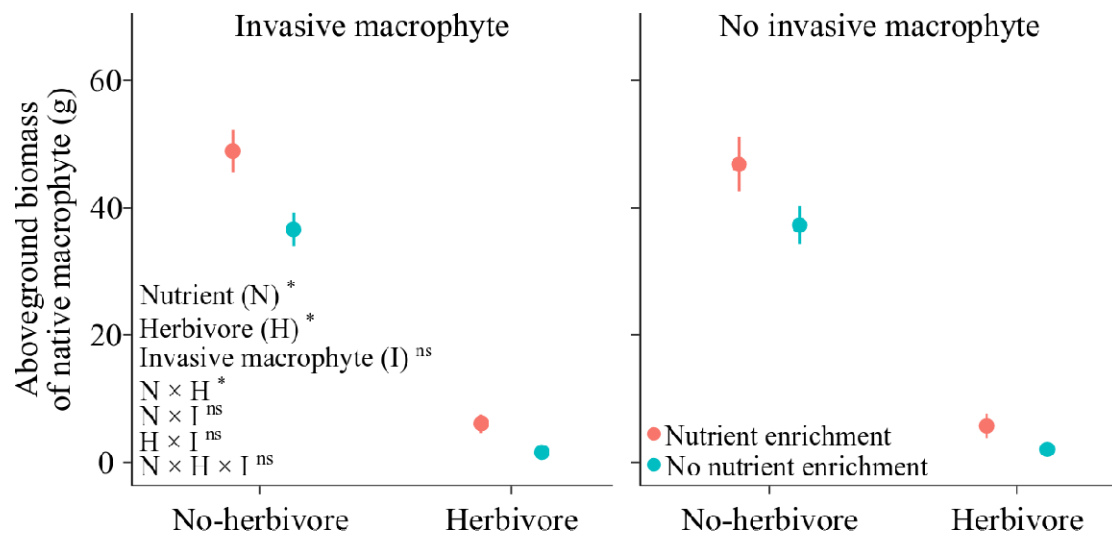 Invasive macrophyte
No invasive macrophyte
Aboveground biomass
of native macrophyte (g)
60
40
20
0
Nutrient (N) *
Herbivore (H) *
Invasive macrophyte (I) ns
N × H *
N × I ns
H × I ns
N × H × I ns
Nutrient enrichment
No nutrient enrichment
No-herbivore
Herbivore
No-herbivore
Herbivore